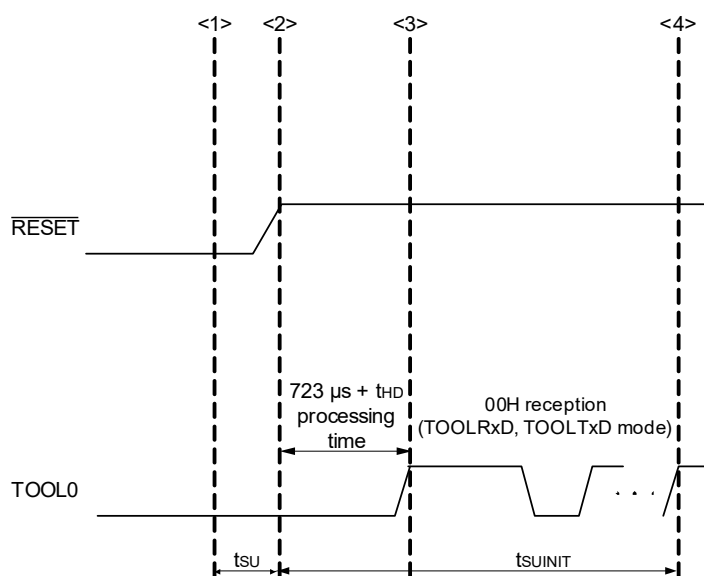 <1> <2> <3> <4>
RESET
723 µs + tHD
processing
time
00H reception
(TOOLRxD, TOOLTxD mode)
TOOL0
. . .
tSU
tSUINIT